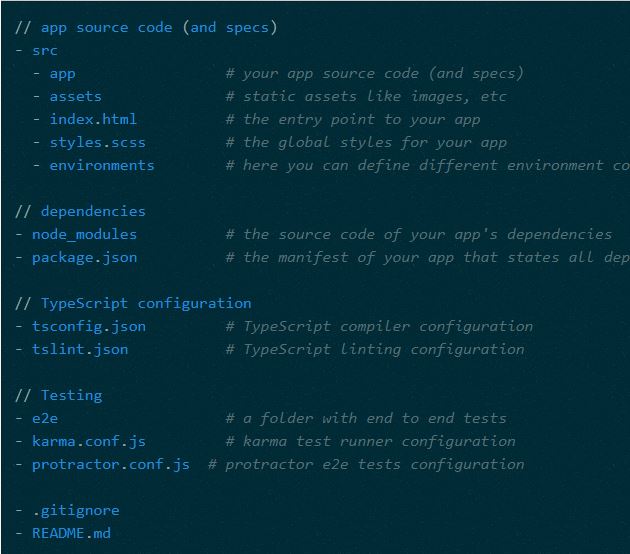 // app source code (and specs)
- src
  - app                 # your app source code (and specs)
  - assets              # static assets like images, etc
  - index.html          # the entry point to your app
  - styles.scss         # the global styles for your app
  - environments        # here you can define different environment co
// dependencies
- node_modules          # the source code of your app's dependencies
- package.json          # the manifest of your app that states all dep
// TypeScript configuration
- tsconfig.json         # TypeScript compiler configuration
- tslint.json           # TypeScript linting configuration
// Testing
- e2e                   # a folder with end to end tests
- karma.conf.js         # karma test runner configuration
- protractor.conf.js  # protractor e2e tests configuration
- .gitignore
- README.md